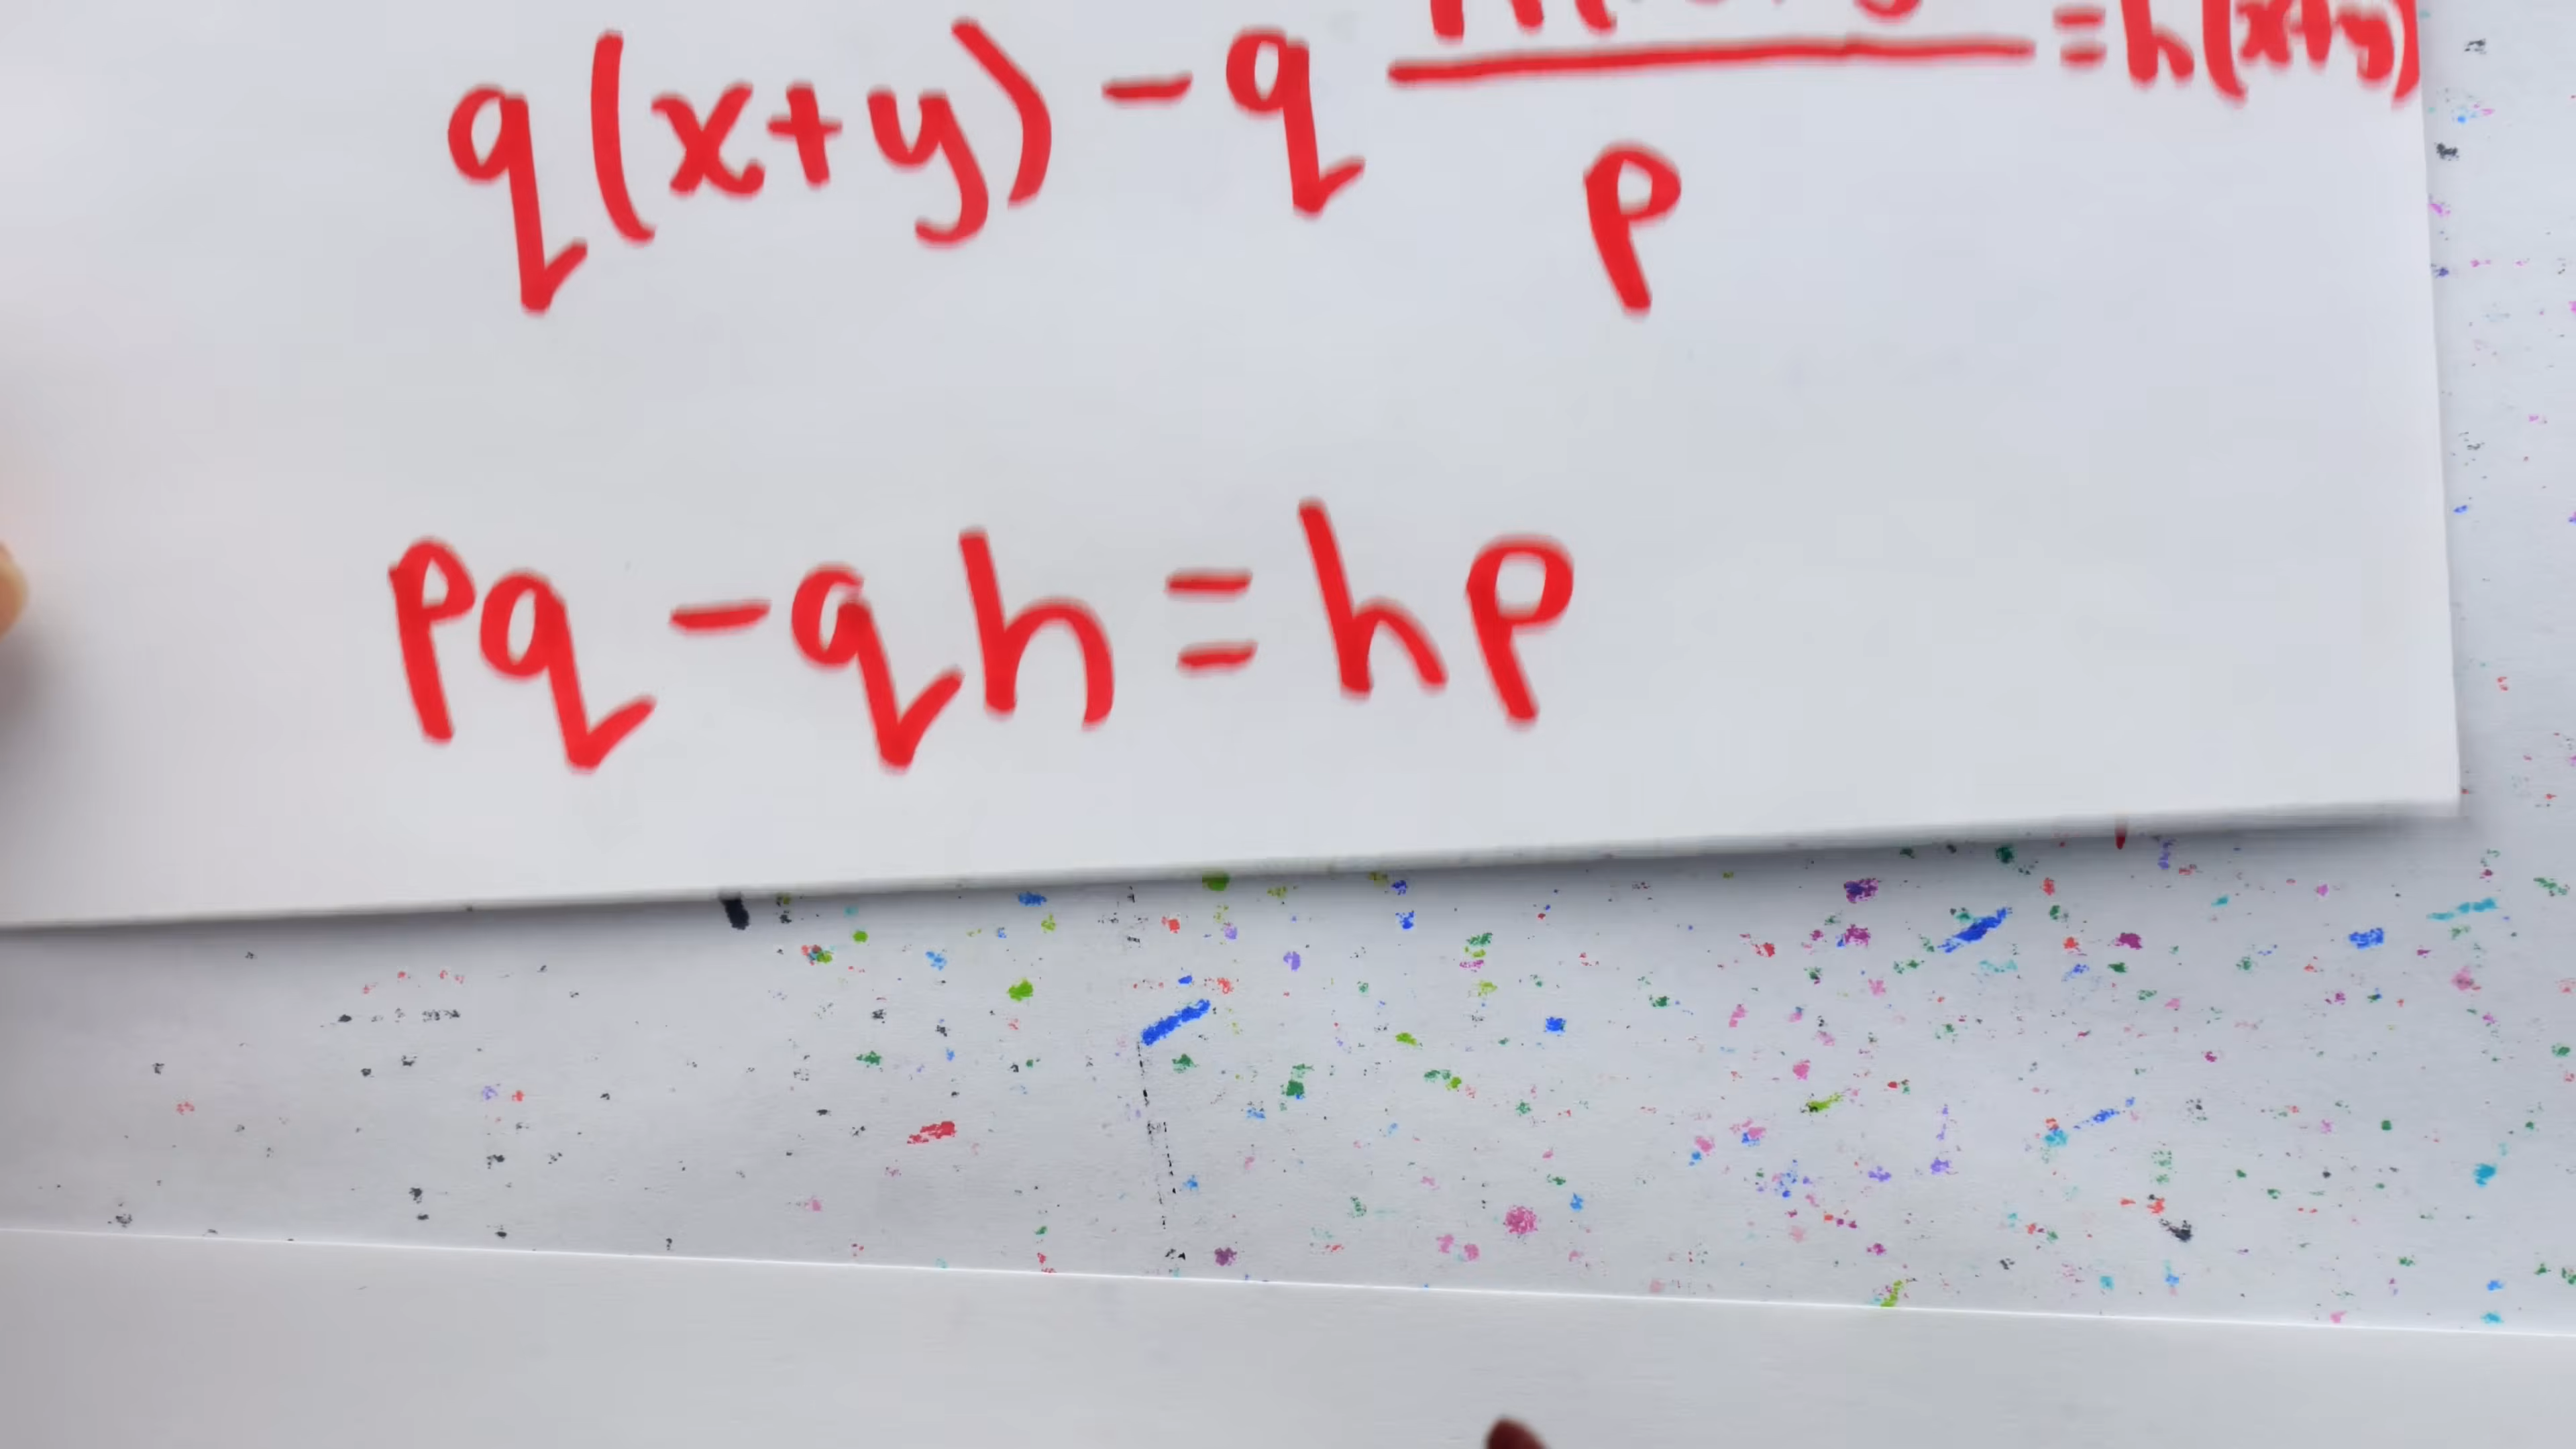 q(x+y) - q ── = h(x+y)
p
pq - qh = hp